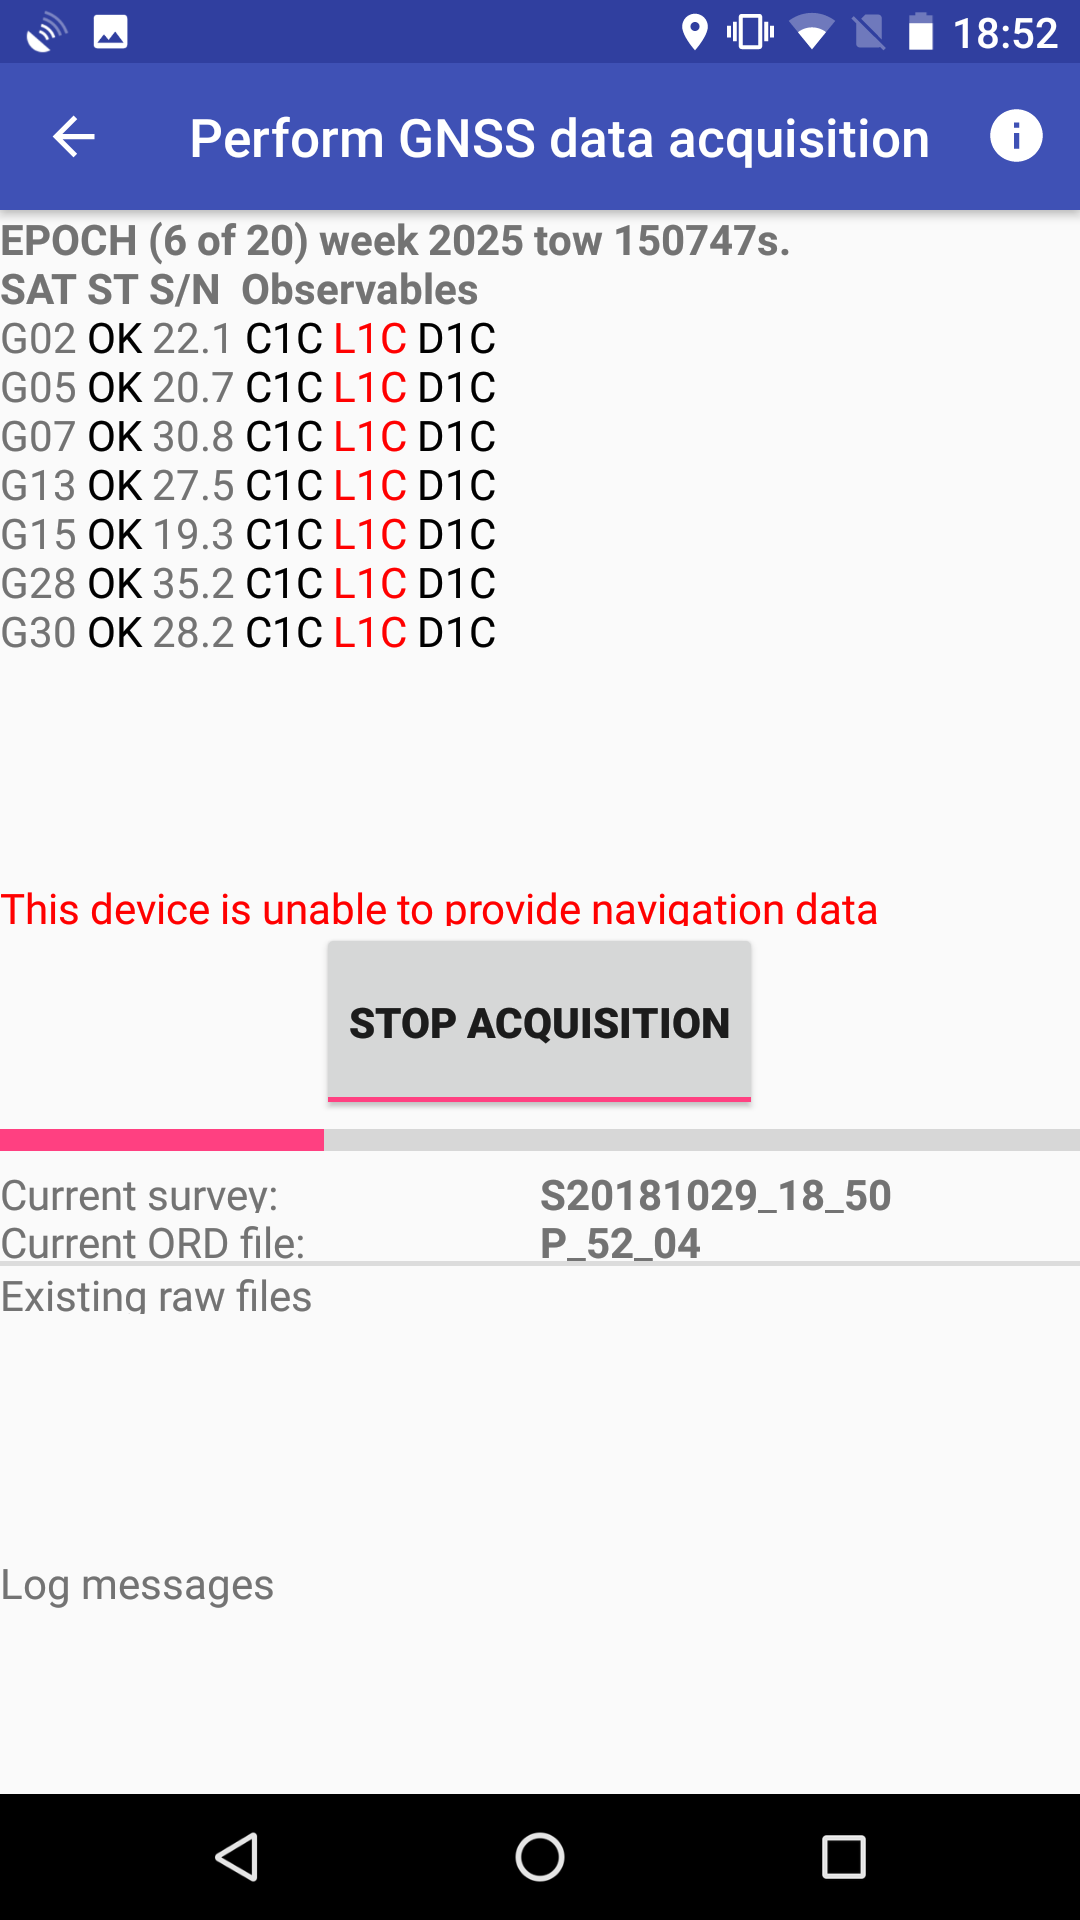 18:52
Perform GNSS data acquisition
EPOCH (6 of 20) week 2025 tow 150747s.
SAT ST S/N Observables
G02 OK 22.1 C1C L1C D1C
G05 OK 20.7 C1C L1C D1C
G07 OK 30.8 C1C L1C D1C
G13 OK 27.5 C1C L1C D1C
G15 OK 19.3 C1C L1C D1C
G28 OK 35.2 C1C L1C D1C
G30 OK 28.2 C1C L1C D1C
This device is unable to provide navigation data
STOP ACQUISITION
Current survey: S20181029_18_50
Current ORD file: P_52_04
Existing raw files
Log messages